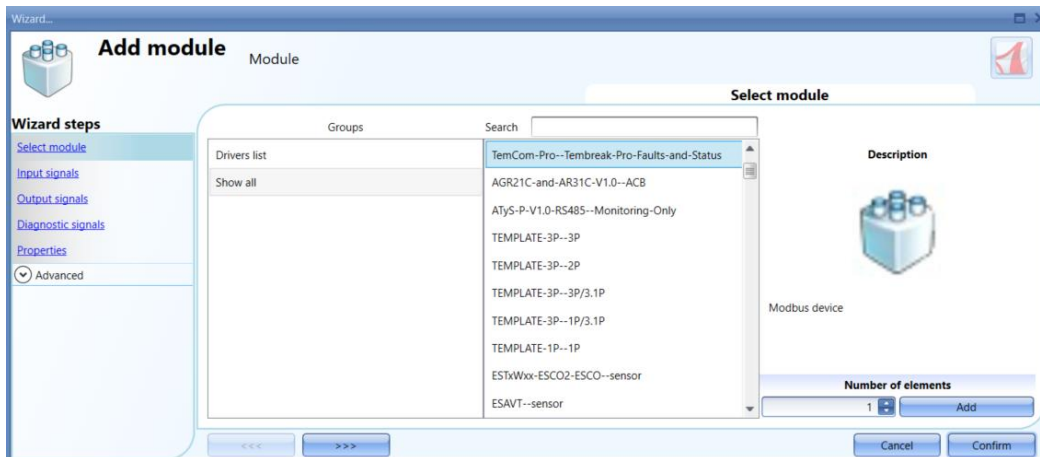 Wizard...
Add module
Module
Select module
Wizard steps
Select module
Input signals
Output signals
Diagnostic signals
Properties
Advanced
Groups
Drivers list
Show all
Search
TemCom-Pro--Tembreak-Pro-Faults-and-Status
AGR21C-and-AR31C-V1.0--ACB
ATyS-P-V1.0-RS485--Monitoring-Only
TEMPLATE-3P--3P
TEMPLATE-3P--2P
TEMPLATE-3P--3P/3.1P
TEMPLATE-3P--1P/3.1P
TEMPLATE-1P--1P
ESTxWxx-ESCO2-ESCO--sensor
ESAVT--sensor
Description
Modbus device
Number of elements
1
Add
<<<
>>>
Cancel
Confirm